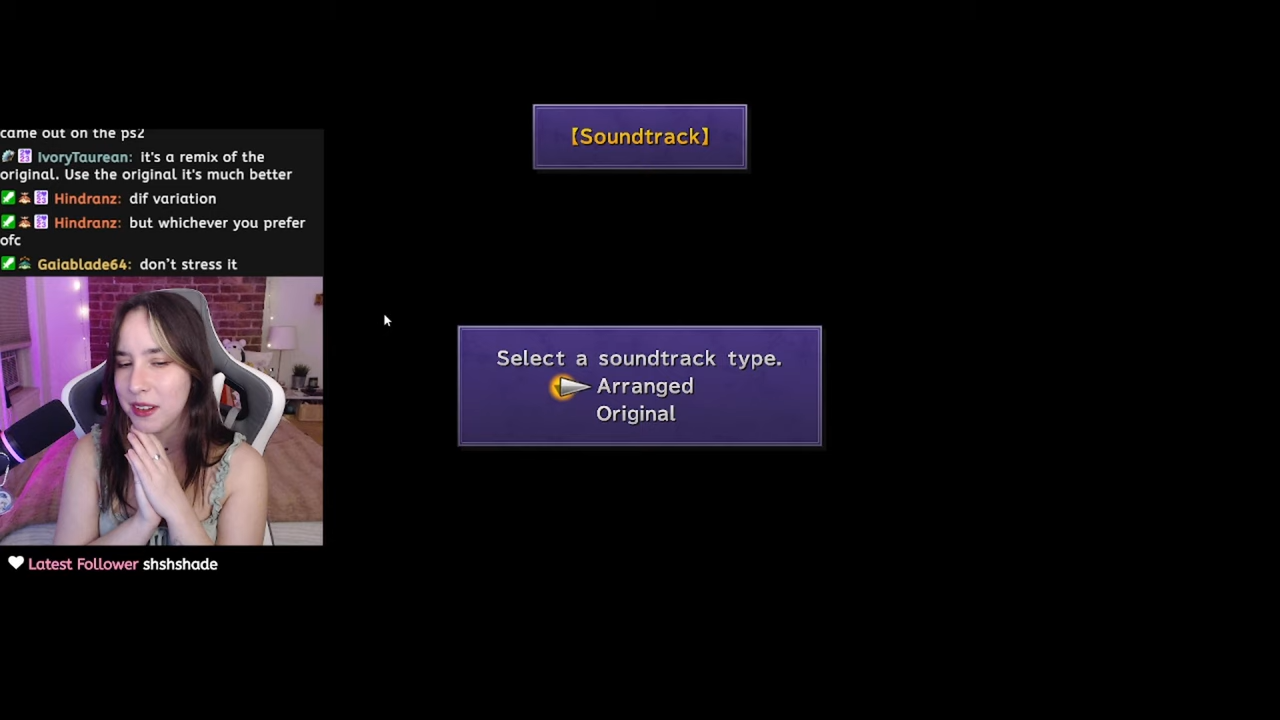 came out on the ps2
IvoryTaurean: it's a remix of the
original. Use the original it's much better
Hindranz: dif variation
Hindranz: but whichever you prefer
ofc
Gaiablade64: don't stress it
Latest Follower shshshade
【Soundtrack】
Select a soundtrack type.
Arranged
Original